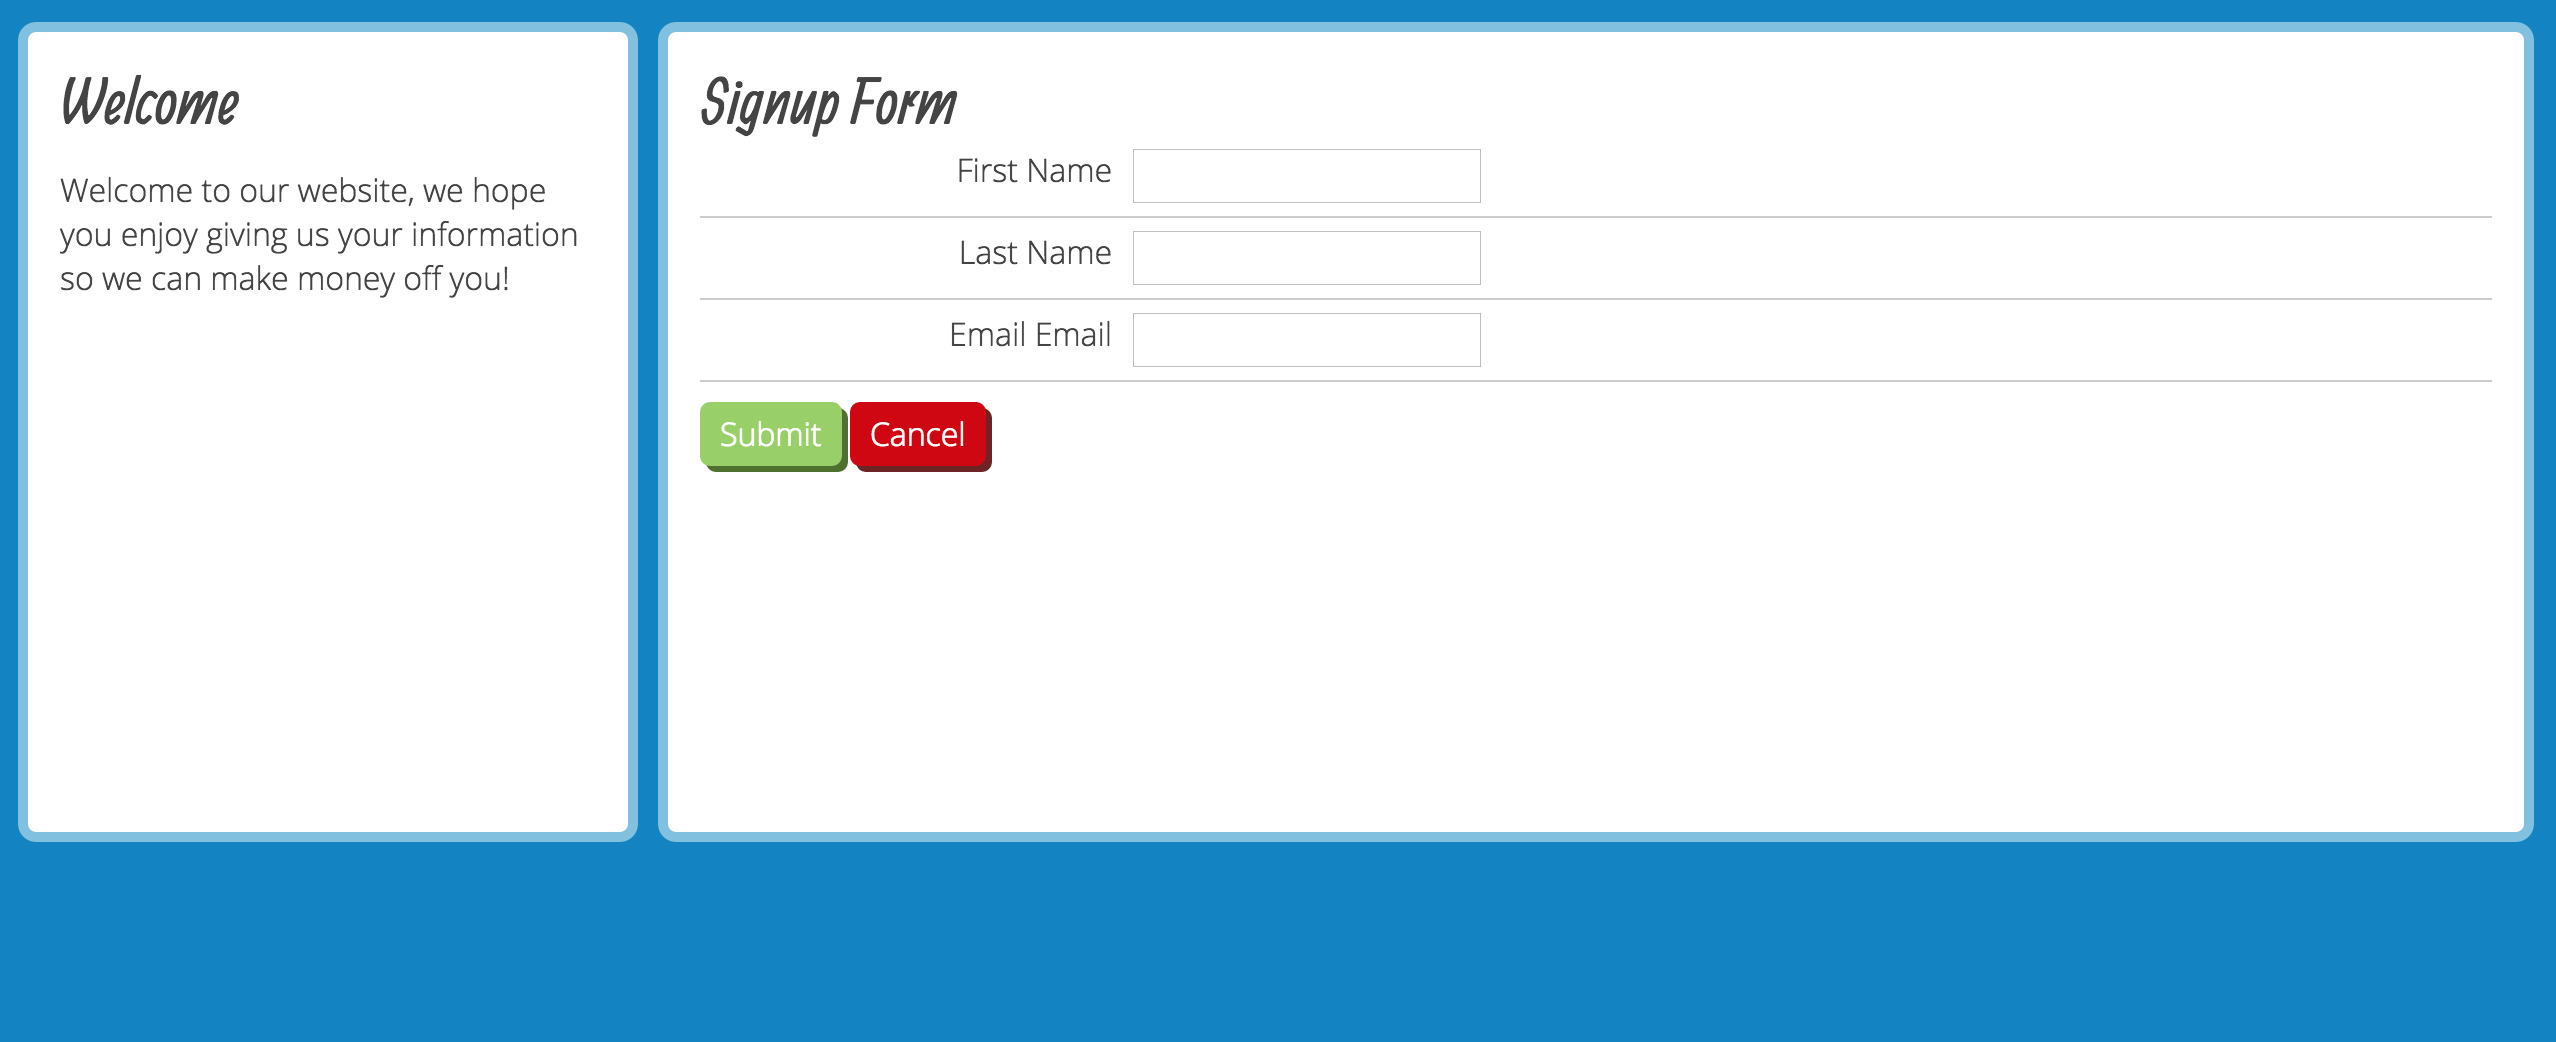 Welcome
Welcome to our website, we hope
you enjoy giving us your information
so we can make money off you!
Signup Form
First Name
Last Name
Email Email
Submit
Cancel